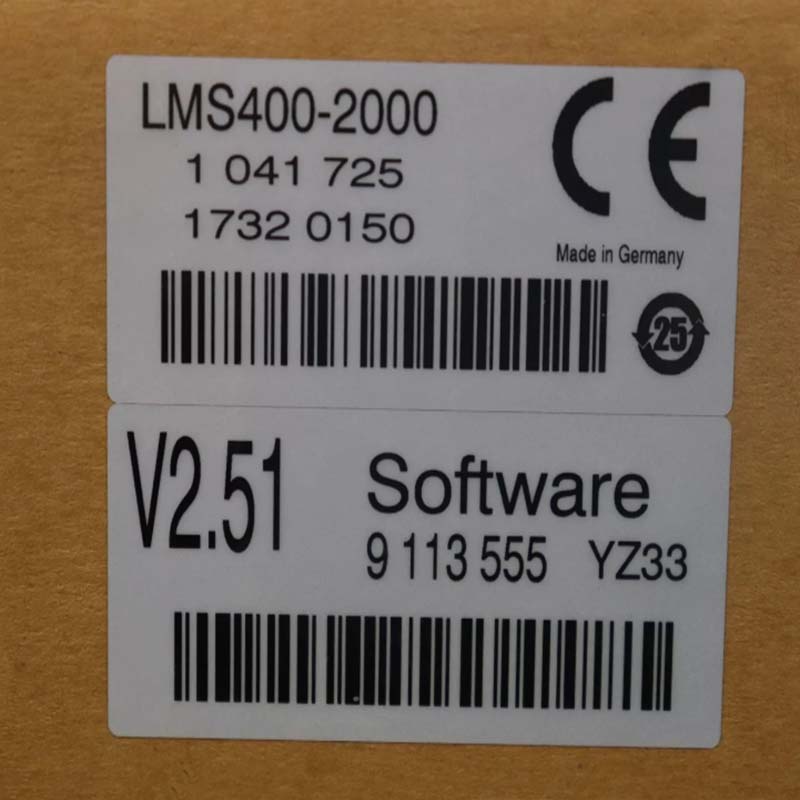 LMS400-2000
1 041 725
1732 0150
CE
Made in Germany
25
V2.51
Software
9 113 555 YZ33